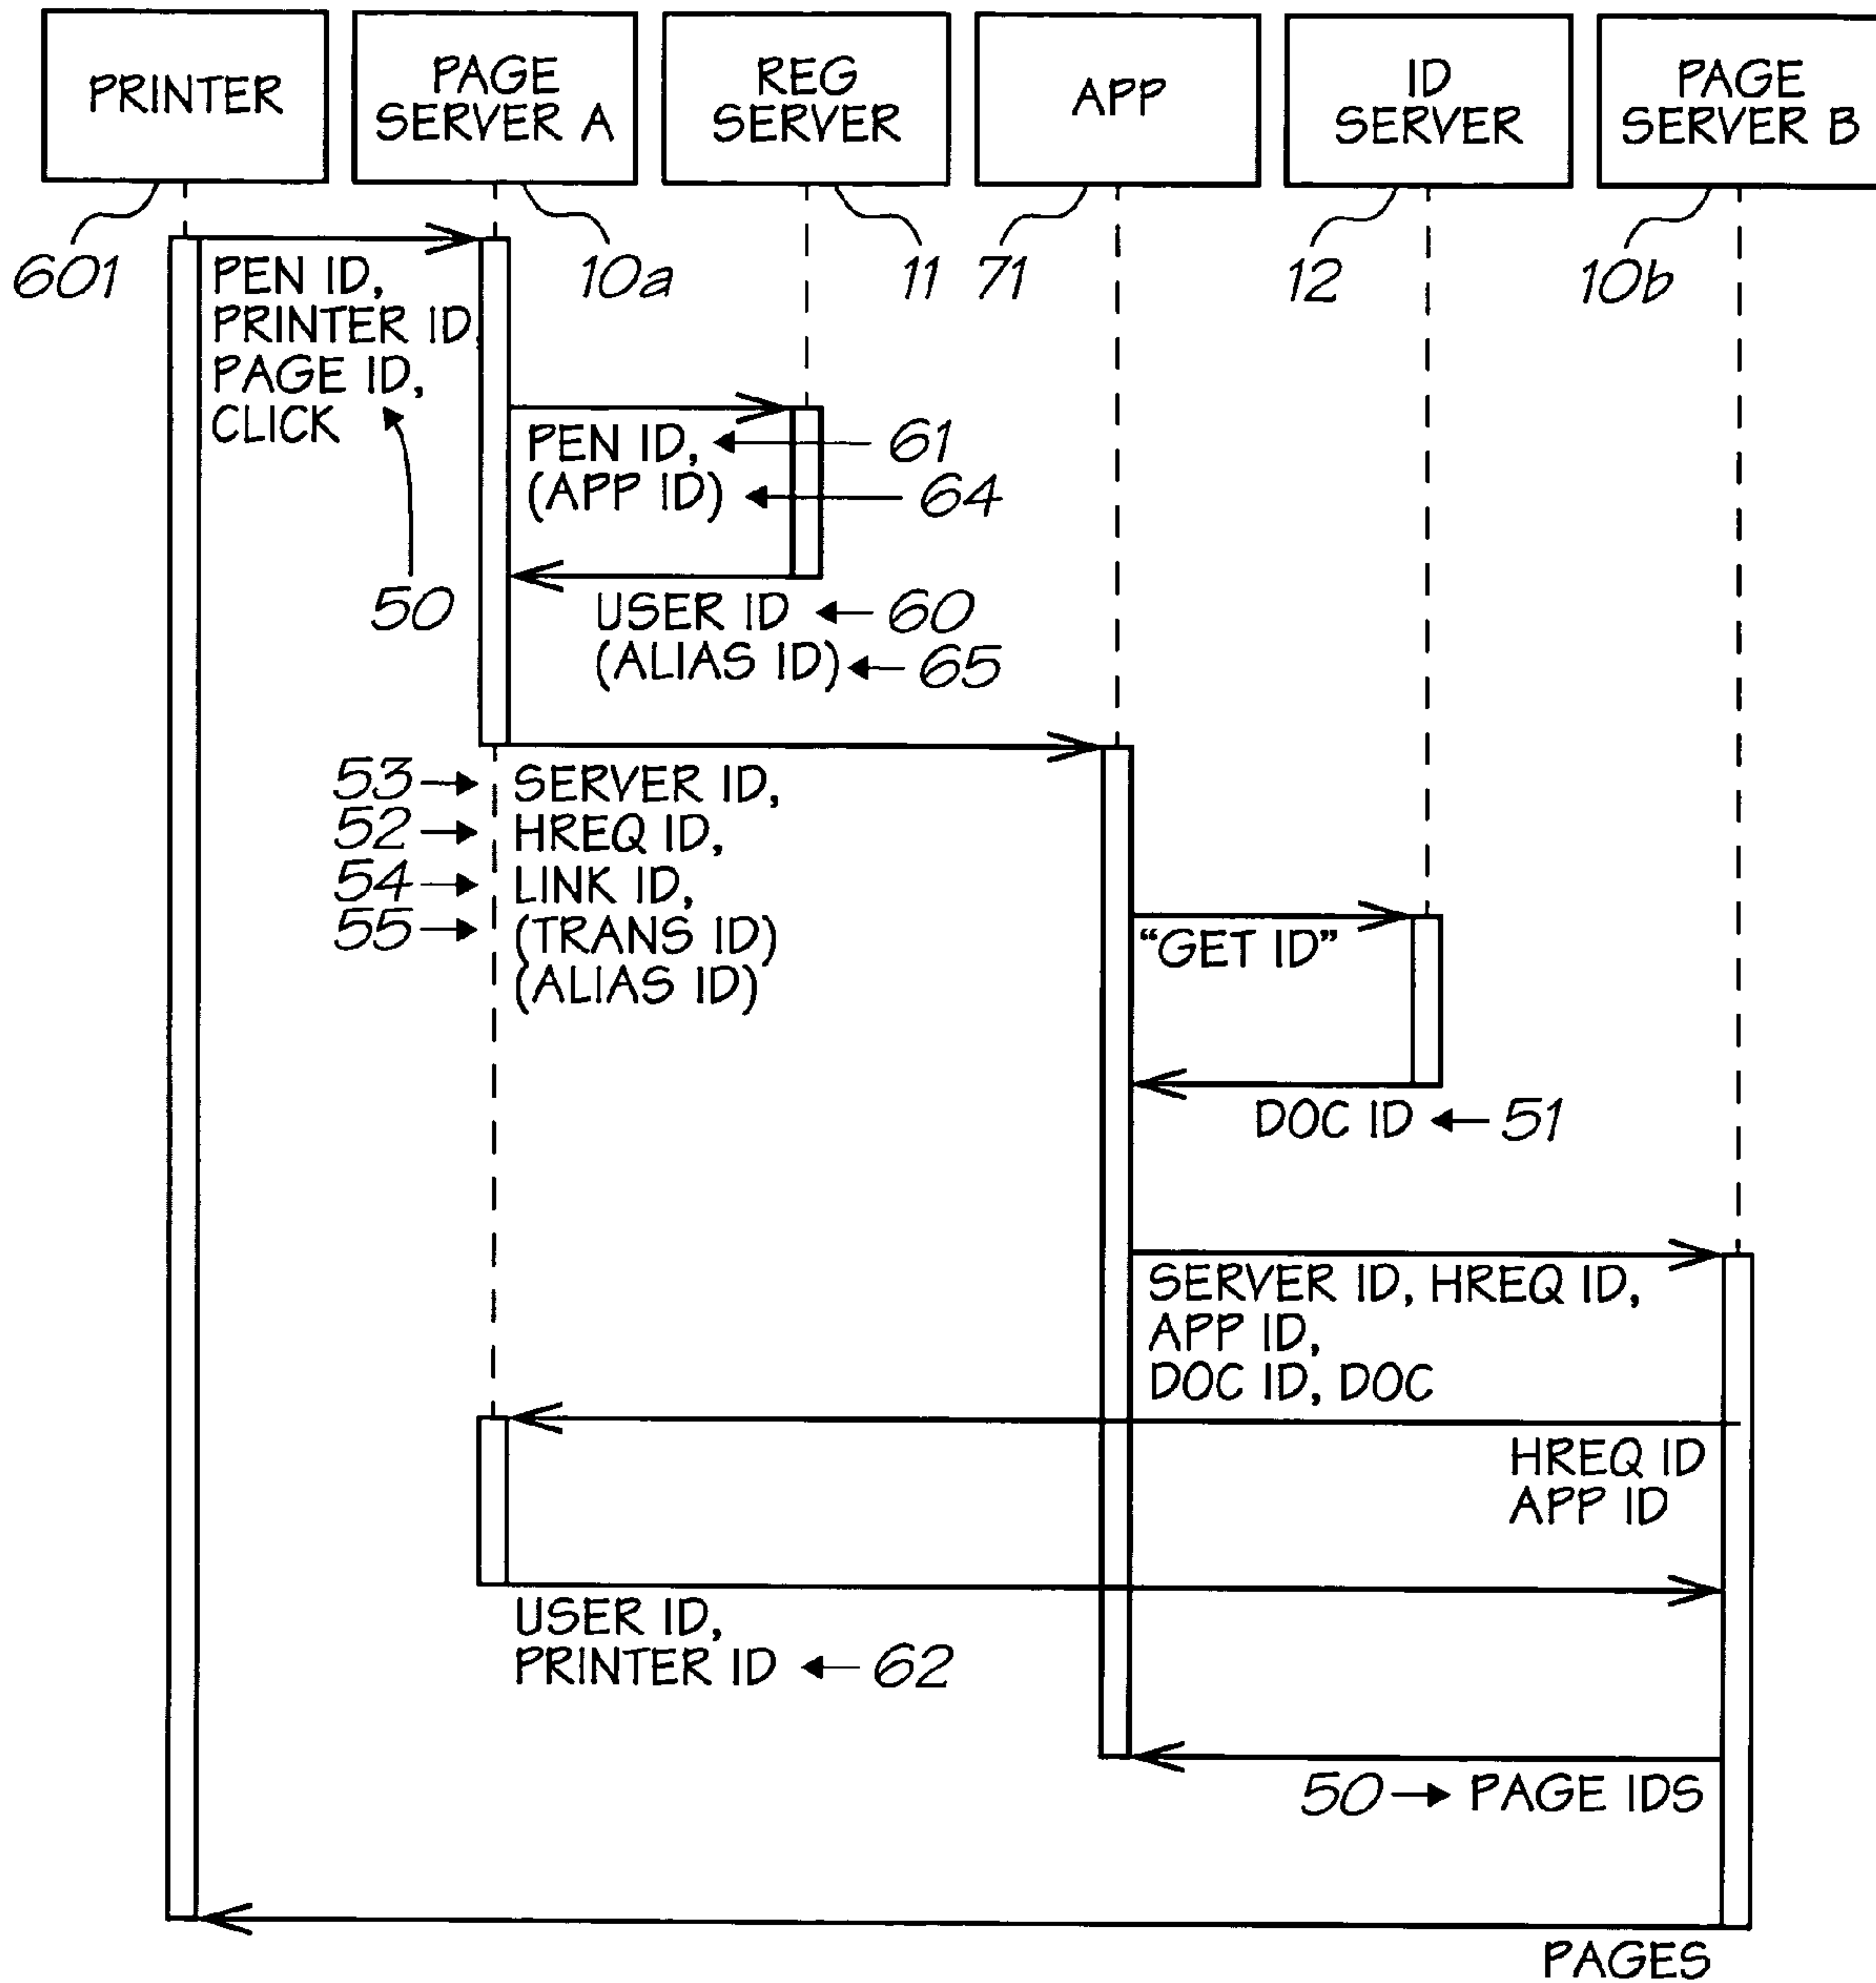 PRINTER
PAGE
SERVER A
REG
SERVER
APP
ID
SERVER
PAGE
SERVER B
601
10a
11
71
12
10b
PEN ID,
PRINTER ID
PAGE ID,
CLICK
50
PEN ID,
61
(APP ID)
64
USER ID
60
(ALIAS ID)
65
53
SERVER ID,
52
HREQ ID,
54
LINK ID,
55
(TRANS ID)
(ALIAS ID)
“GET ID”
DOC ID
51
SERVER ID, HREQ ID,
APP ID,
DOC ID, DOC
HREQ ID
APP ID
USER ID,
PRINTER ID
62
50
PAGE IDS
PAGES